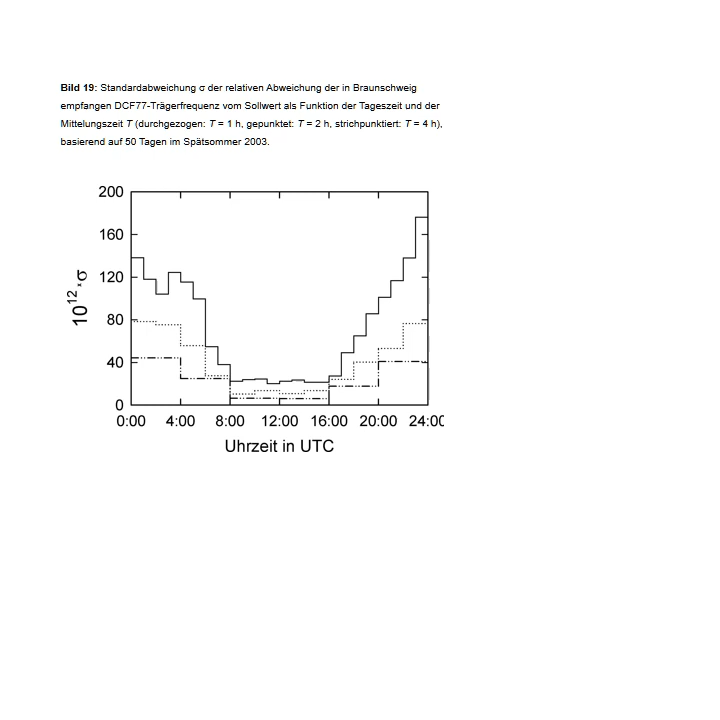 Bild 19: Standardabweichung σ der relativen Abweichung der in Braunschweig
empfangen DCF77-Trägerfrequenz vom Sollwert als Funktion der Tageszeit und der
Mittelungszeit T (durchgezogen: T = 1 h, gepunktet: T = 2 h, strichpunktiert: T = 4 h),
basierend auf 50 Tagen im Spätsommer 2003.
200
160
120
80
40
0
10¹² · σ
0:00 4:00 8:00 12:00 16:00 20:00 24:00
Uhrzeit in UTC